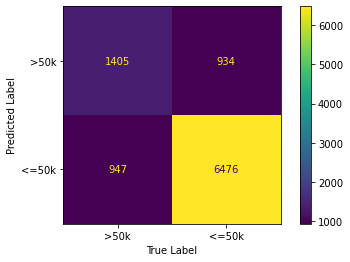 6000
>50k
1405
934
5000
Predicted Label
4000
3000
<=50k
947
6476
2000
1000
>50k
<=50k
True Label